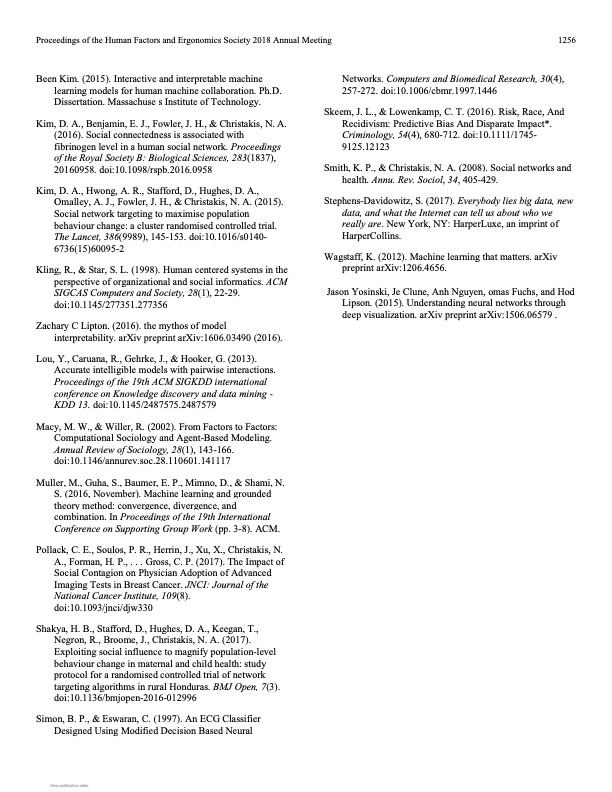 Proceedings of the Human Factors and Ergonomics Society 2018 Annual Meeting
1256
Been Kim. (2015). Interactive and interpretable machine
learning models for human machine collaboration. Ph.D.
Dissertation. Massachuse s Institute of Technology.
Kim, D. A., Benjamin, E. J., Fowler, J. H., & Christakis, N. A.
(2016). Social connectedness is associated with
fibrinogen level in a human social network. Proceedings
of the Royal Society B: Biological Sciences, 283(1837),
20160958. doi:10.1098/rspb.2016.0958
Kim, D. A., Hwong, A. R., Stafford, D., Hughes, D. A.,
Omalley, A. J., Fowler, J. H., & Christakis, N. A. (2015).
Social network targeting to maximise population
behaviour change: a cluster randomised controlled trial.
The Lancet, 386(9989), 145-153. doi:10.1016/s0140-
6736(15)60095-2
Kling, R., & Star, S. L. (1998). Human centered systems in the
perspective of organizational and social informatics. ACM
SIGCAS Computers and Society, 28(1), 22-29.
doi:10.1145/277351.277356
Zachary C Lipton. (2016). the mythos of model
interpretability. arXiv preprint arXiv:1606.03490 (2016).
Lou, Y., Caruana, R., Gehrke, J., & Hooker, G. (2013).
Accurate intelligible models with pairwise interactions.
Proceedings of the 19th ACM SIGKDD international
conference on Knowledge discovery and data mining -
KDD 13. doi:10.1145/2487575.2487579
Macy, M. W., & Willer, R. (2002). From Factors to Factors:
Computational Sociology and Agent-Based Modeling.
Annual Review of Sociology, 28(1), 143-166.
doi:10.1146/annurev.soc.28.110601.141117
Muller, M., Guha, S., Baumer, E. P., Mimno, D., & Shami, N.
S. (2016, November). Machine learning and grounded
theory method: convergence, divergence, and
combination. In Proceedings of the 19th International
Conference on Supporting Group Work (pp. 3-8). ACM.
Pollack, C. E., Soulos, P. R., Herrin, J., Xu, X., Christakis, N.
A., Forman, H. P., . . . Gross, C. P. (2017). The Impact of
Social Contagion on Physician Adoption of Advanced
Imaging Tests in Breast Cancer. JNCI: Journal of the
National Cancer Institute, 109(8).
doi:10.1093/jnci/djw330
Shakya, H. B., Stafford, D., Hughes, D. A., Keegan, T.,
Negron, R., Broome, J., Christakis, N. A. (2017).
Exploiting social influence to magnify population-level
behaviour change in maternal and child health: study
protocol for a randomised controlled trial of network
targeting algorithms in rural Honduras. BMJ Open, 7(3).
doi:10.1136/bmjopen-2016-012996
Simon, B. P., & Eswaran, C. (1997). An ECG Classifier
Designed Using Modified Decision Based Neural
Networks. Computers and Biomedical Research, 30(4),
257-272. doi:10.1006/cbmr.1997.1446
Skeem, J. L., & Lowenkamp, C. T. (2016). Risk, Race, And
Recidivism: Predictive Bias And Disparate Impact*.
Criminology, 54(4), 680-712. doi:10.1111/1745-
9125.12123
Smith, K. P., & Christakis, N. A. (2008). Social networks and
health. Annu. Rev. Sociol, 34, 405-429.
Stephens-Davidowitz, S. (2017). Everybody lies big data, new
data, and what the Internet can tell us about who we
really are. New York, NY: HarperLuxe, an imprint of
HarperCollins.
Wagstaff, K. (2012). Machine learning that matters. arXiv
preprint arXiv:1206.4656.
Jason Yosinski, Je Clune, Anh Nguyen, omas Fuchs, and Hod
Lipson. (2015). Understanding neural networks through
deep visualization. arXiv preprint arXiv:1506.06579 .
View publication stats